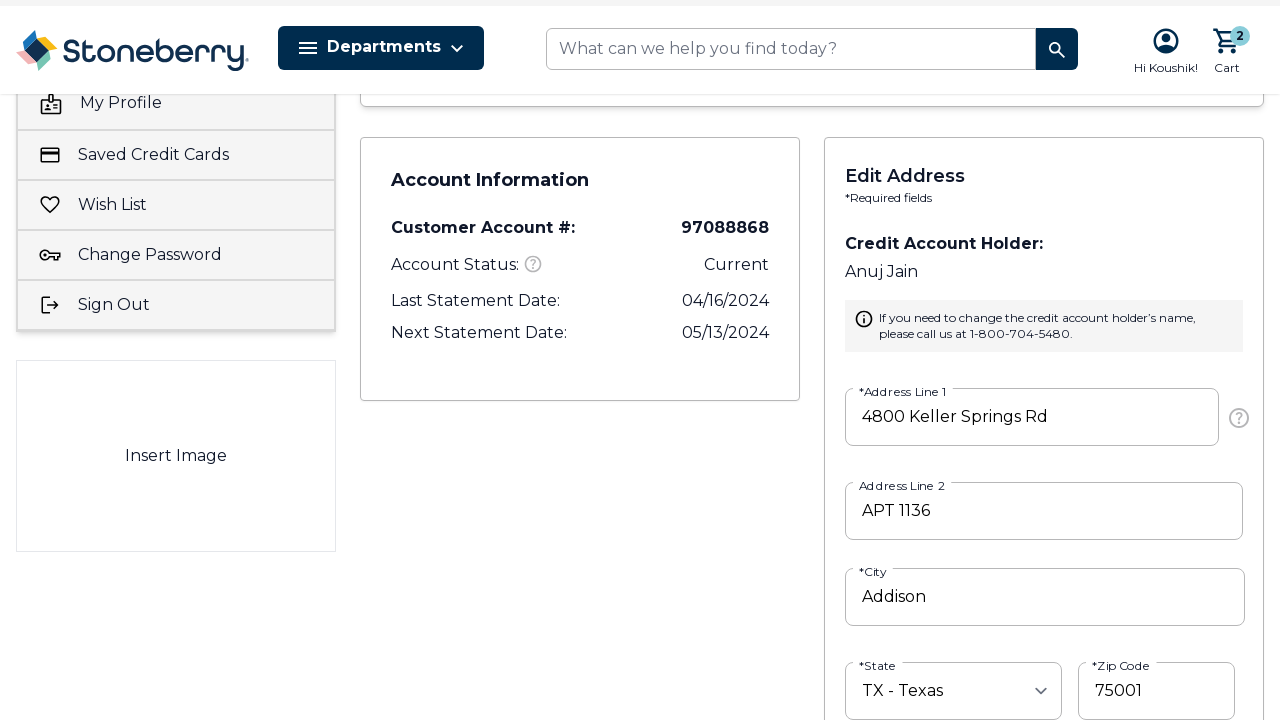 Stoneberry
Departments
What can we help you find today?
Hi Koushik!
2
Cart
My Profile
Saved Credit Cards
Wish List
Change Password
Sign Out
Insert Image
Account Information
Customer Account #: 97088868
Account Status: ? Current
Last Statement Date: 04/16/2024
Next Statement Date: 05/13/2024
Edit Address
*Required fields
Credit Account Holder:
Anuj Jain
If you need to change the credit account holder’s name,
please call us at 1-800-704-5480.
*Address Line 1
4800 Keller Springs Rd
?
Address Line 2
APT 1136
*City
Addison
*State
TX - Texas
*Zip Code
75001